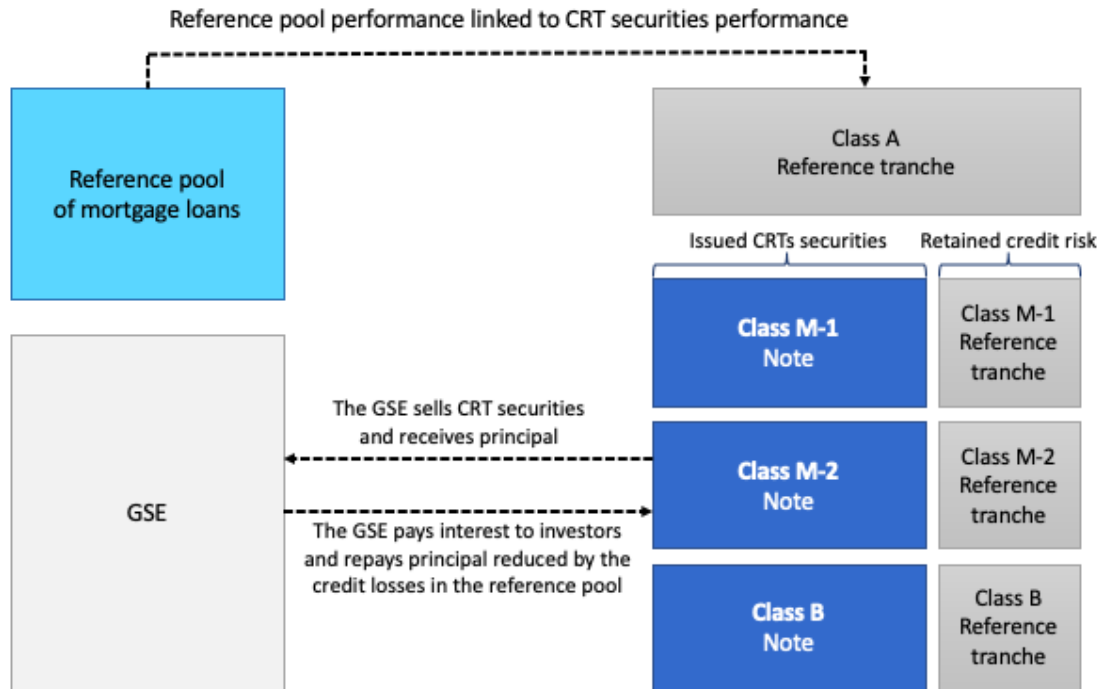 Reference pool performance linked to CRT securities performance
Reference pool
of mortgage loans
Class A
Reference tranche
Issued CRTs securities
Retained credit risk
Class M-1
Note
Class M-1
Reference
tranche
The GSE sells CRT securities
and receives principal
Class M-2
Note
Class M-2
Reference
tranche
GSE
The GSE pays interest to investors
and repays principal reduced by the
credit losses in the reference pool
Class B
Note
Class B
Reference
tranche